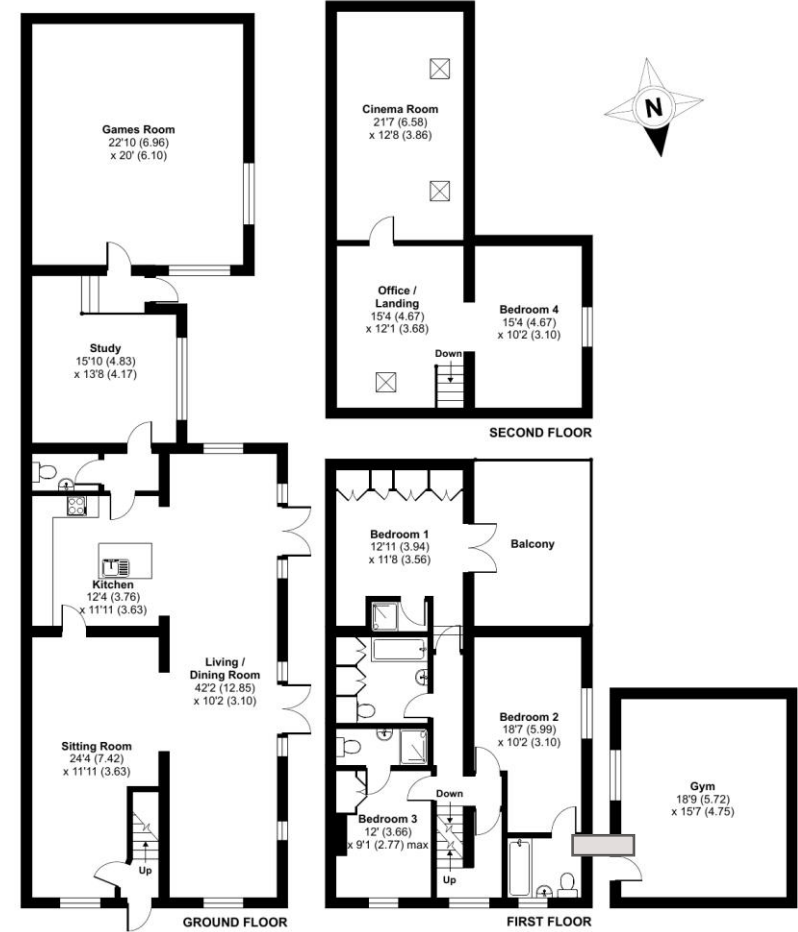 Games Room
22'10 (6.96)
x 20' (6.10)
Study
15'10 (4.83)
x 13'8 (4.17)
Kitchen
12'4 (3.76)
x 11'11 (3.63)
Living /
Dining Room
42'2 (12.85)
x 10'2 (3.10)
Sitting Room
24'4 (7.42)
x 11'11 (3.63)
Up
GROUND FLOOR
Cinema Room
21'7 (6.58)
x 12'8 (3.86)
N
Office /
Landing
15'4 (4.67)
x 12'1 (3.68)
Bedroom 4
15'4 (4.67)
x 10'2 (3.10)
Down
SECOND FLOOR
Bedroom 1
12'11 (3.94)
x 11'8 (3.56)
Balcony
Bedroom 2
18'7 (5.99)
x 10'2 (3.10)
Bedroom 3
12' (3.66)
x 9'1 (2.77) max
Down
Up
FIRST FLOOR
Gym
18'9 (5.72)
x 15'7 (4.75)